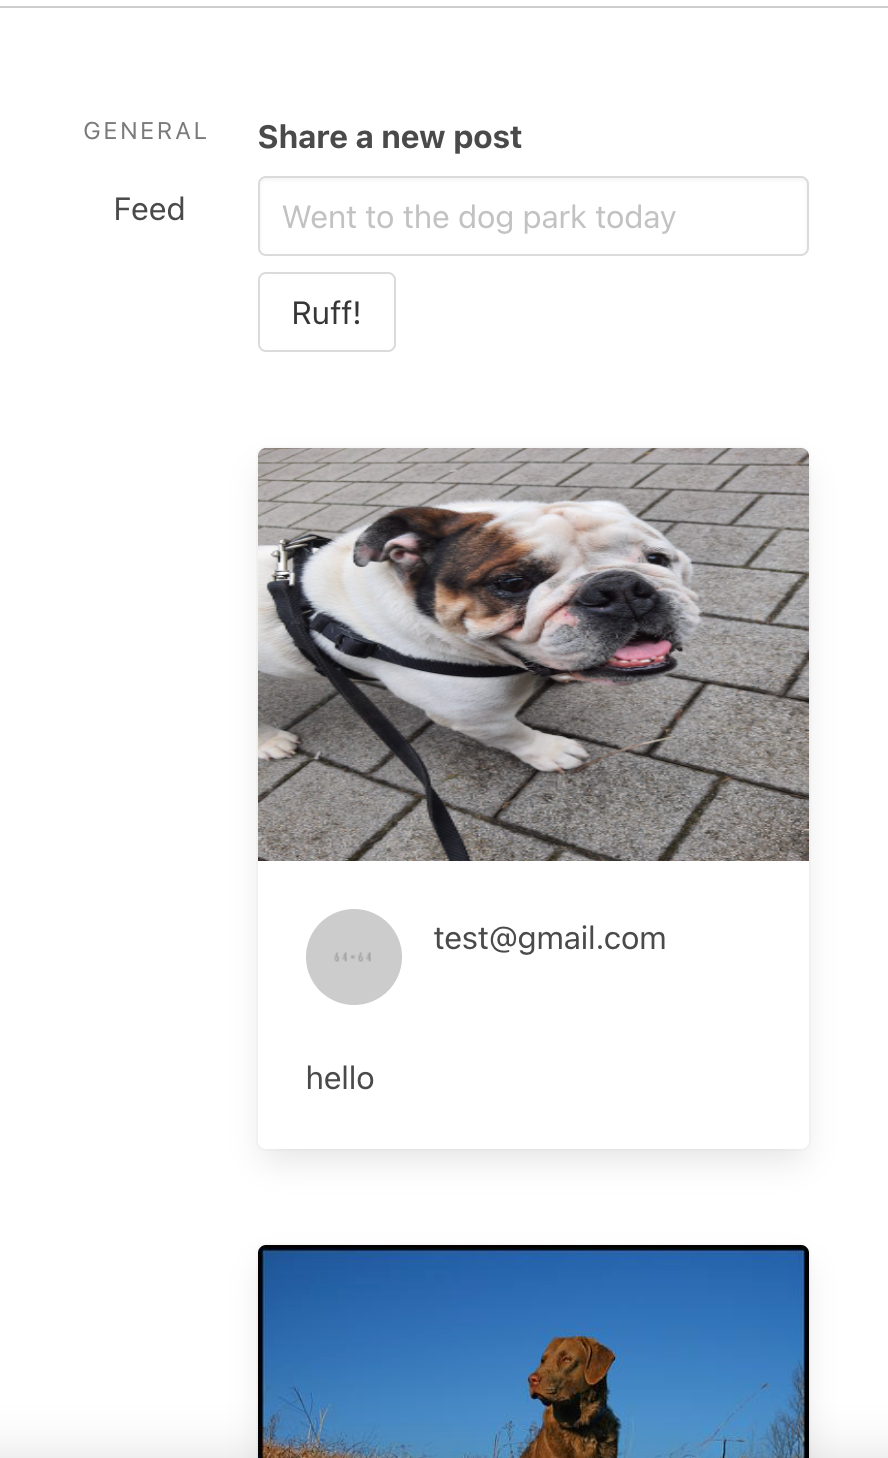 GENERAL
Share a new post
Feed
Went to the dog park today
Ruff!
test@gmail.com
64×64
hello